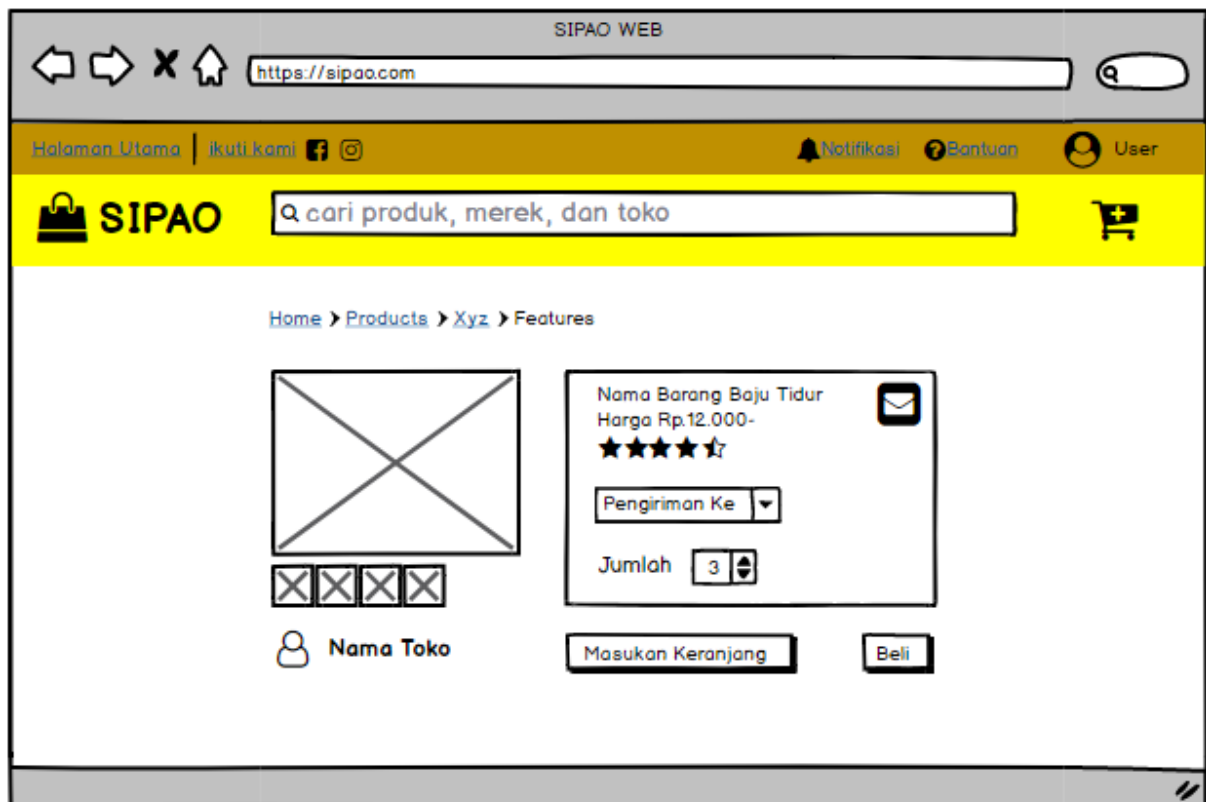 SIPAO WEB
https://sipao.com
Halaman Utama ikuti kami Notifikasi Bantuan User
SIPAO cari produk, merek, dan toko
Home Products Xyz Features
Nama Barang Baju Tidur
Harga Rp.12.000-
Pengiriman Ke
Jumlah 3
Nama Toko
Masukan Keranjang Beli